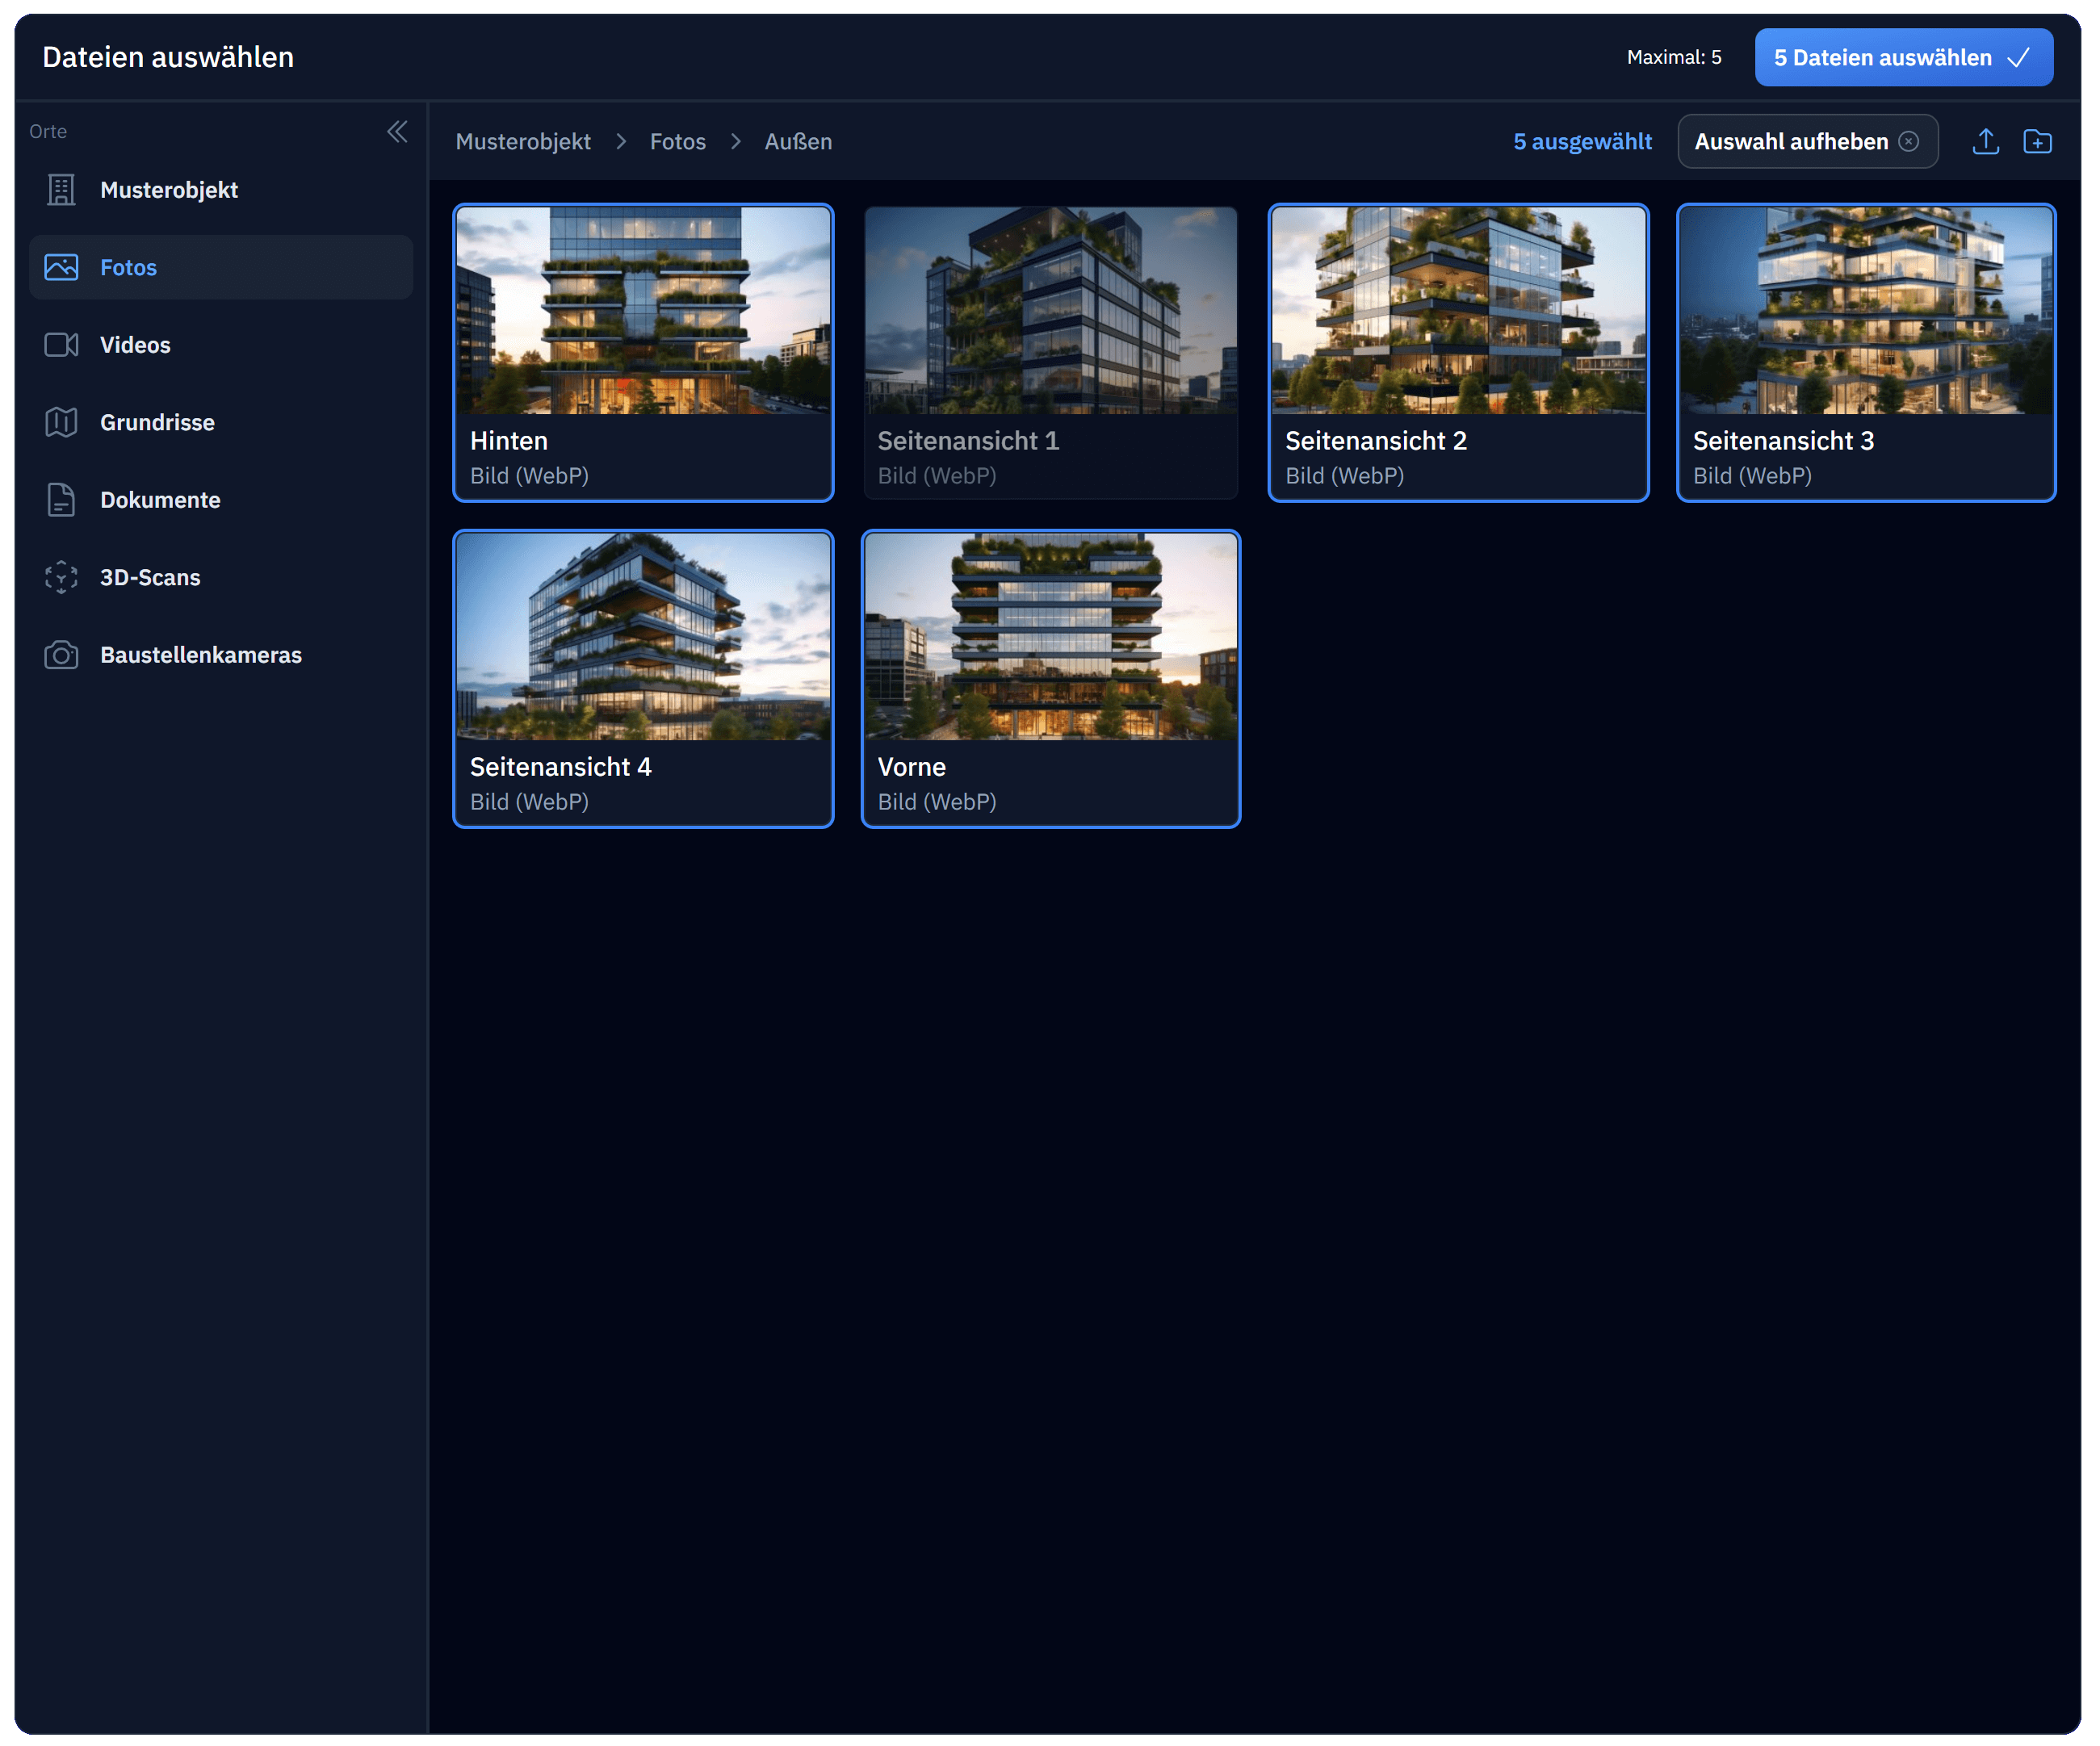 Dateien auswählen
Maximal: 5
5 Dateien auswählen
Orte
Musterobjekt
Fotos
Videos
Grundrisse
Dokumente
3D-Scans
Baustellenkameras
Musterobjekt > Fotos > Außen
5 ausgewählt
Auswahl aufheben
Hinten
Bild (WebP)
Seitenansicht 1
Bild (WebP)
Seitenansicht 2
Bild (WebP)
Seitenansicht 3
Bild (WebP)
Seitenansicht 4
Bild (WebP)
Vorne
Bild (WebP)